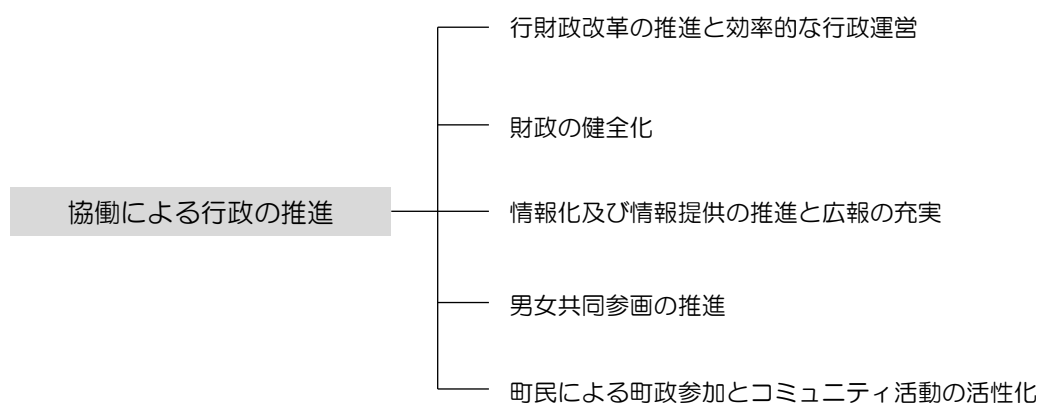 行財政改革の推進と効率的な行政運営
財政の健全化
協働による行政の推進
情報化及び情報提供の推進と広報の充実
男女共同参画の推進
町民による町政参加とコミュニティ活動の活性化